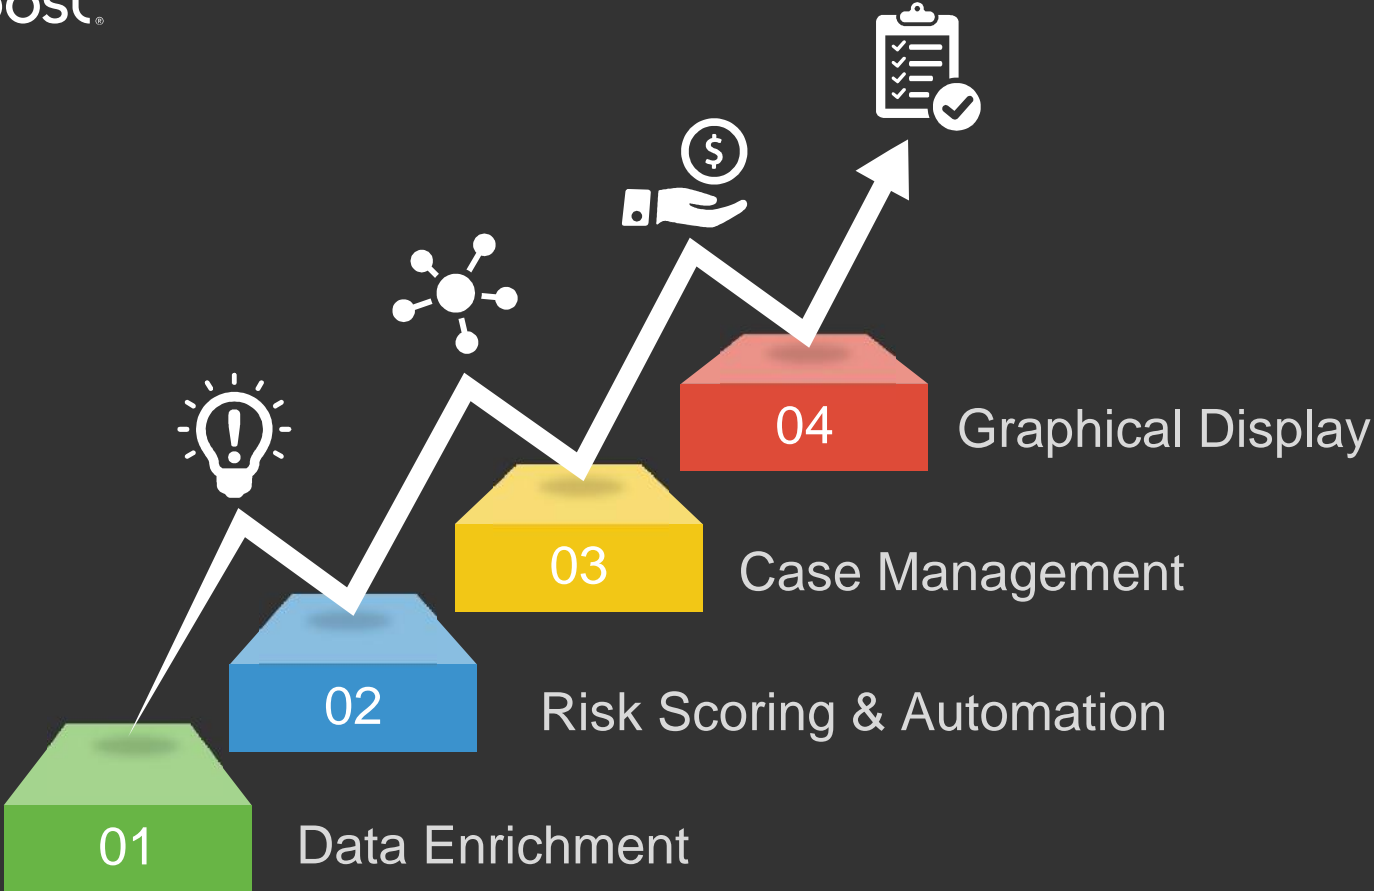 04
Graphical Display
03
Case Management
02
Risk Scoring & Automation
01
Data Enrichment